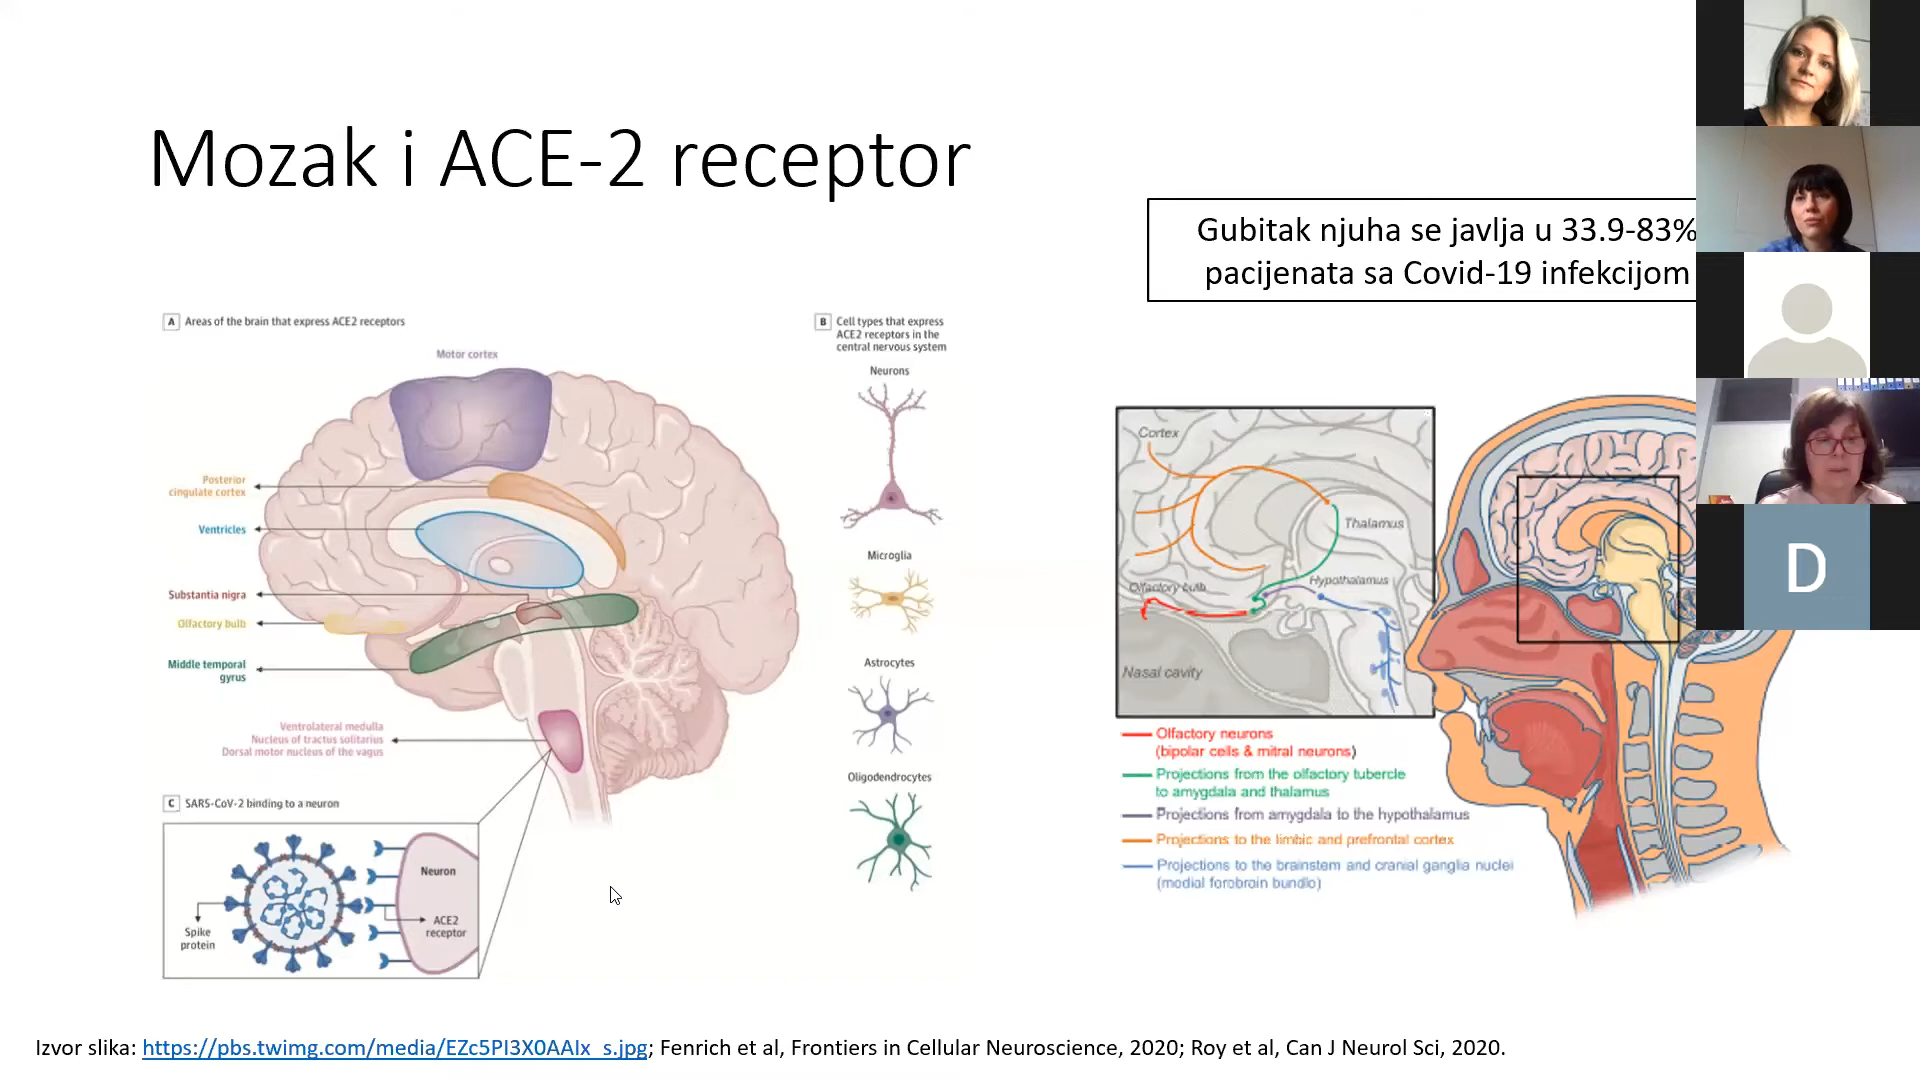 Mozak i ACE-2 receptor
Gubitak njuha se javlja u 33.9-83%
pacijenata sa Covid-19 infekcijom
A Areas of the brain that express ACE2 receptors
Motor cortex
Posterior
cingulate cortex
Ventricles
Substantia nigra
Olfactory bulb
Middle temporal
gyrus
Ventrolateral medulla
Nucleus of tractus solitarius
Dorsal motor nucleus of the vagus
B Cell types that express
ACE2 receptors in the
central nervous system
Neurons
Microglia
Astrocytes
Oligodendrocytes
C SARS-CoV-2 binding to a neuron
Neuron
ACE2
receptor
Spike
protein
Cortex
Thalamus
Hypothalamus
Olfactory bulb
Nasal cavity
Olfactory neurons
(bipolar cells & mitral neurons)
Projections from the olfactory tubercle
to amygdala and thalamus
Projections from amygdala to the hypothalamus
Projections to the limbic and prefrontal cortex
Projections to the brainstem and cranial ganglia nuclei
(medial forebrain bundle)
D
Izvor slika: https://pbs.twimg.com/media/EZc5PI3X0AAIx_s.jpg; Fenrich et al, Frontiers in Cellular Neuroscience, 2020; Roy et al, Can J Neurol Sci, 2020.